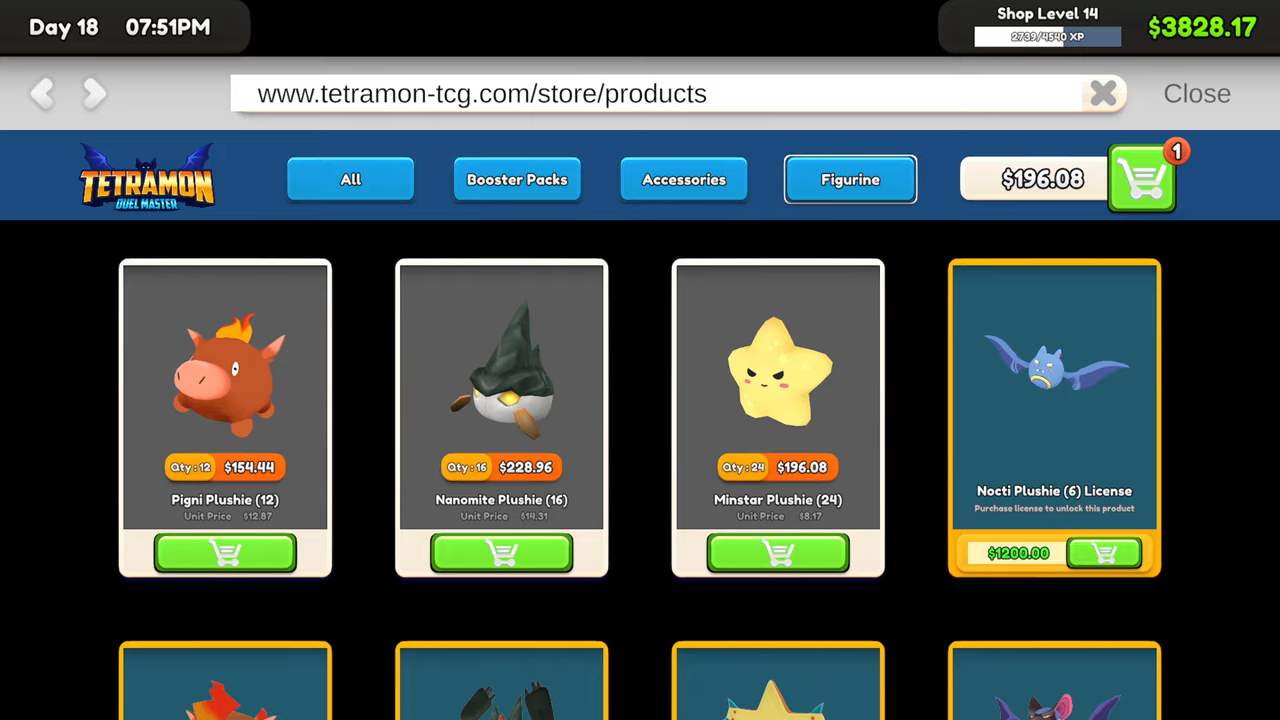 Day 18 07:51PM
Shop Level 14
2739/4540 XP
$3828.17
www.tetramon-tcg.com/store/products
Close
TETRAMON
DUEL MASTER
All
Booster Packs
Accessories
Figurine
$196.08
1
Qty : 12 $154.44
Pigni Plushie (12)
Unit Price $12.87
Qty : 16 $228.96
Nanomite Plushie (16)
Unit Price $14.31
Qty : 24 $196.08
Minstar Plushie (24)
Unit Price $8.17
Nocti Plushie (6) License
Purchase license to unlock this product
$1200.00